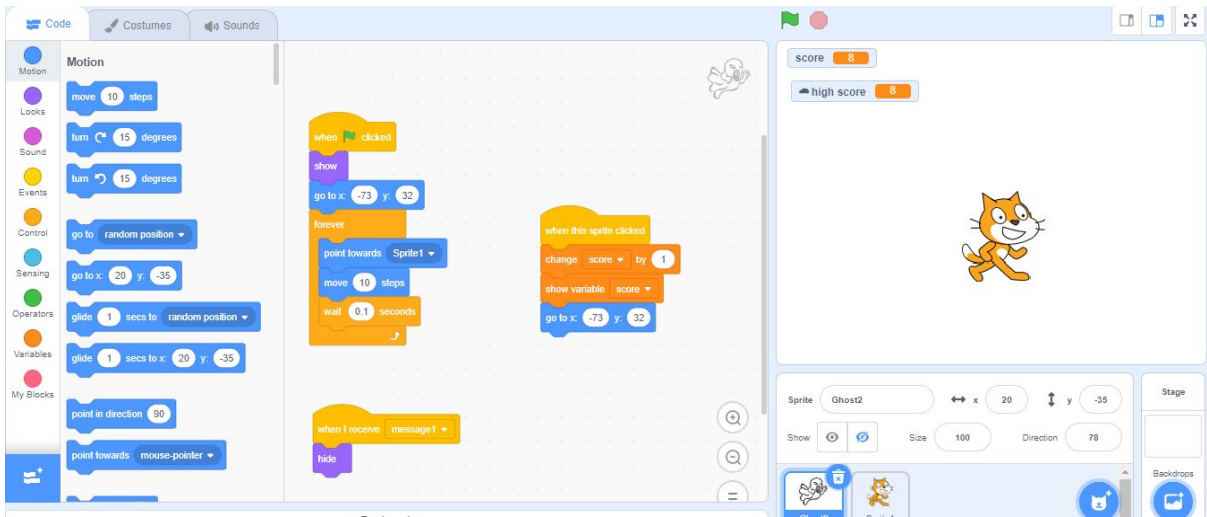 Code Costumes Sounds
Motion
Looks
Sound
Events
Control
Sensing
Operators
Variables
My Blocks
Motion
move 10 steps
turn 15 degrees
turn 15 degrees
go to random position
go to x: 20 y: -35
glide 1 secs to random position
glide 1 secs to x: 20 y: -35
point in direction 90
point towards mouse-pointer
when clicked
show
go to x: -73 y: 32
forever
point towards Sprite1
move 10 steps
wait 0.1 seconds
when I receive message1
hide
when this sprite clicked
change score by 1
show variable score
go to x: -73 y: 32
score 8
high score 8
Sprite Ghost2 x 20 y -35
Show Size 100 Direction 78
Stage
Backdrops